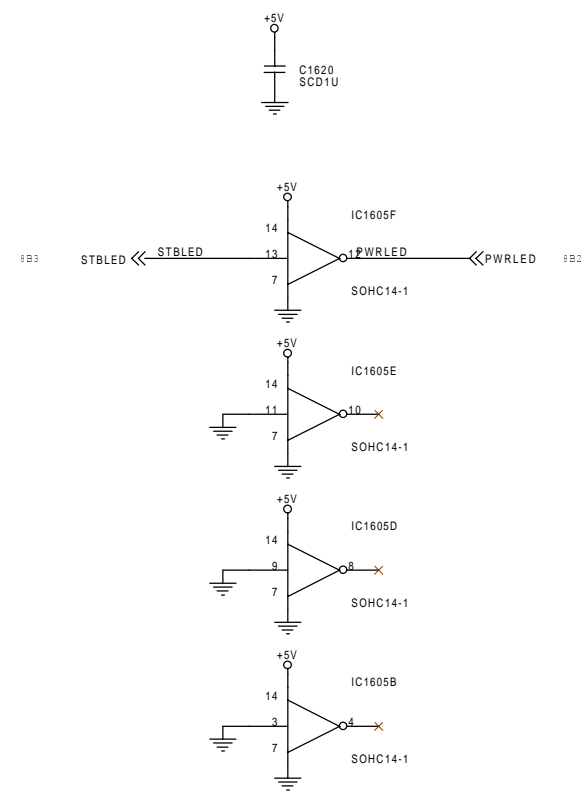 +5V
C1620
SCD1U
+5V
IC1605F
14
8B3 STBLED STBLED 13 12 PWRLED PWRLED 8B2
7
SOHC14-1
+5V
IC1605E
14
11 10
7
SOHC14-1
+5V
IC1605D
14
9 8
7
SOHC14-1
+5V
IC1605B
14
3 4
7
SOHC14-1